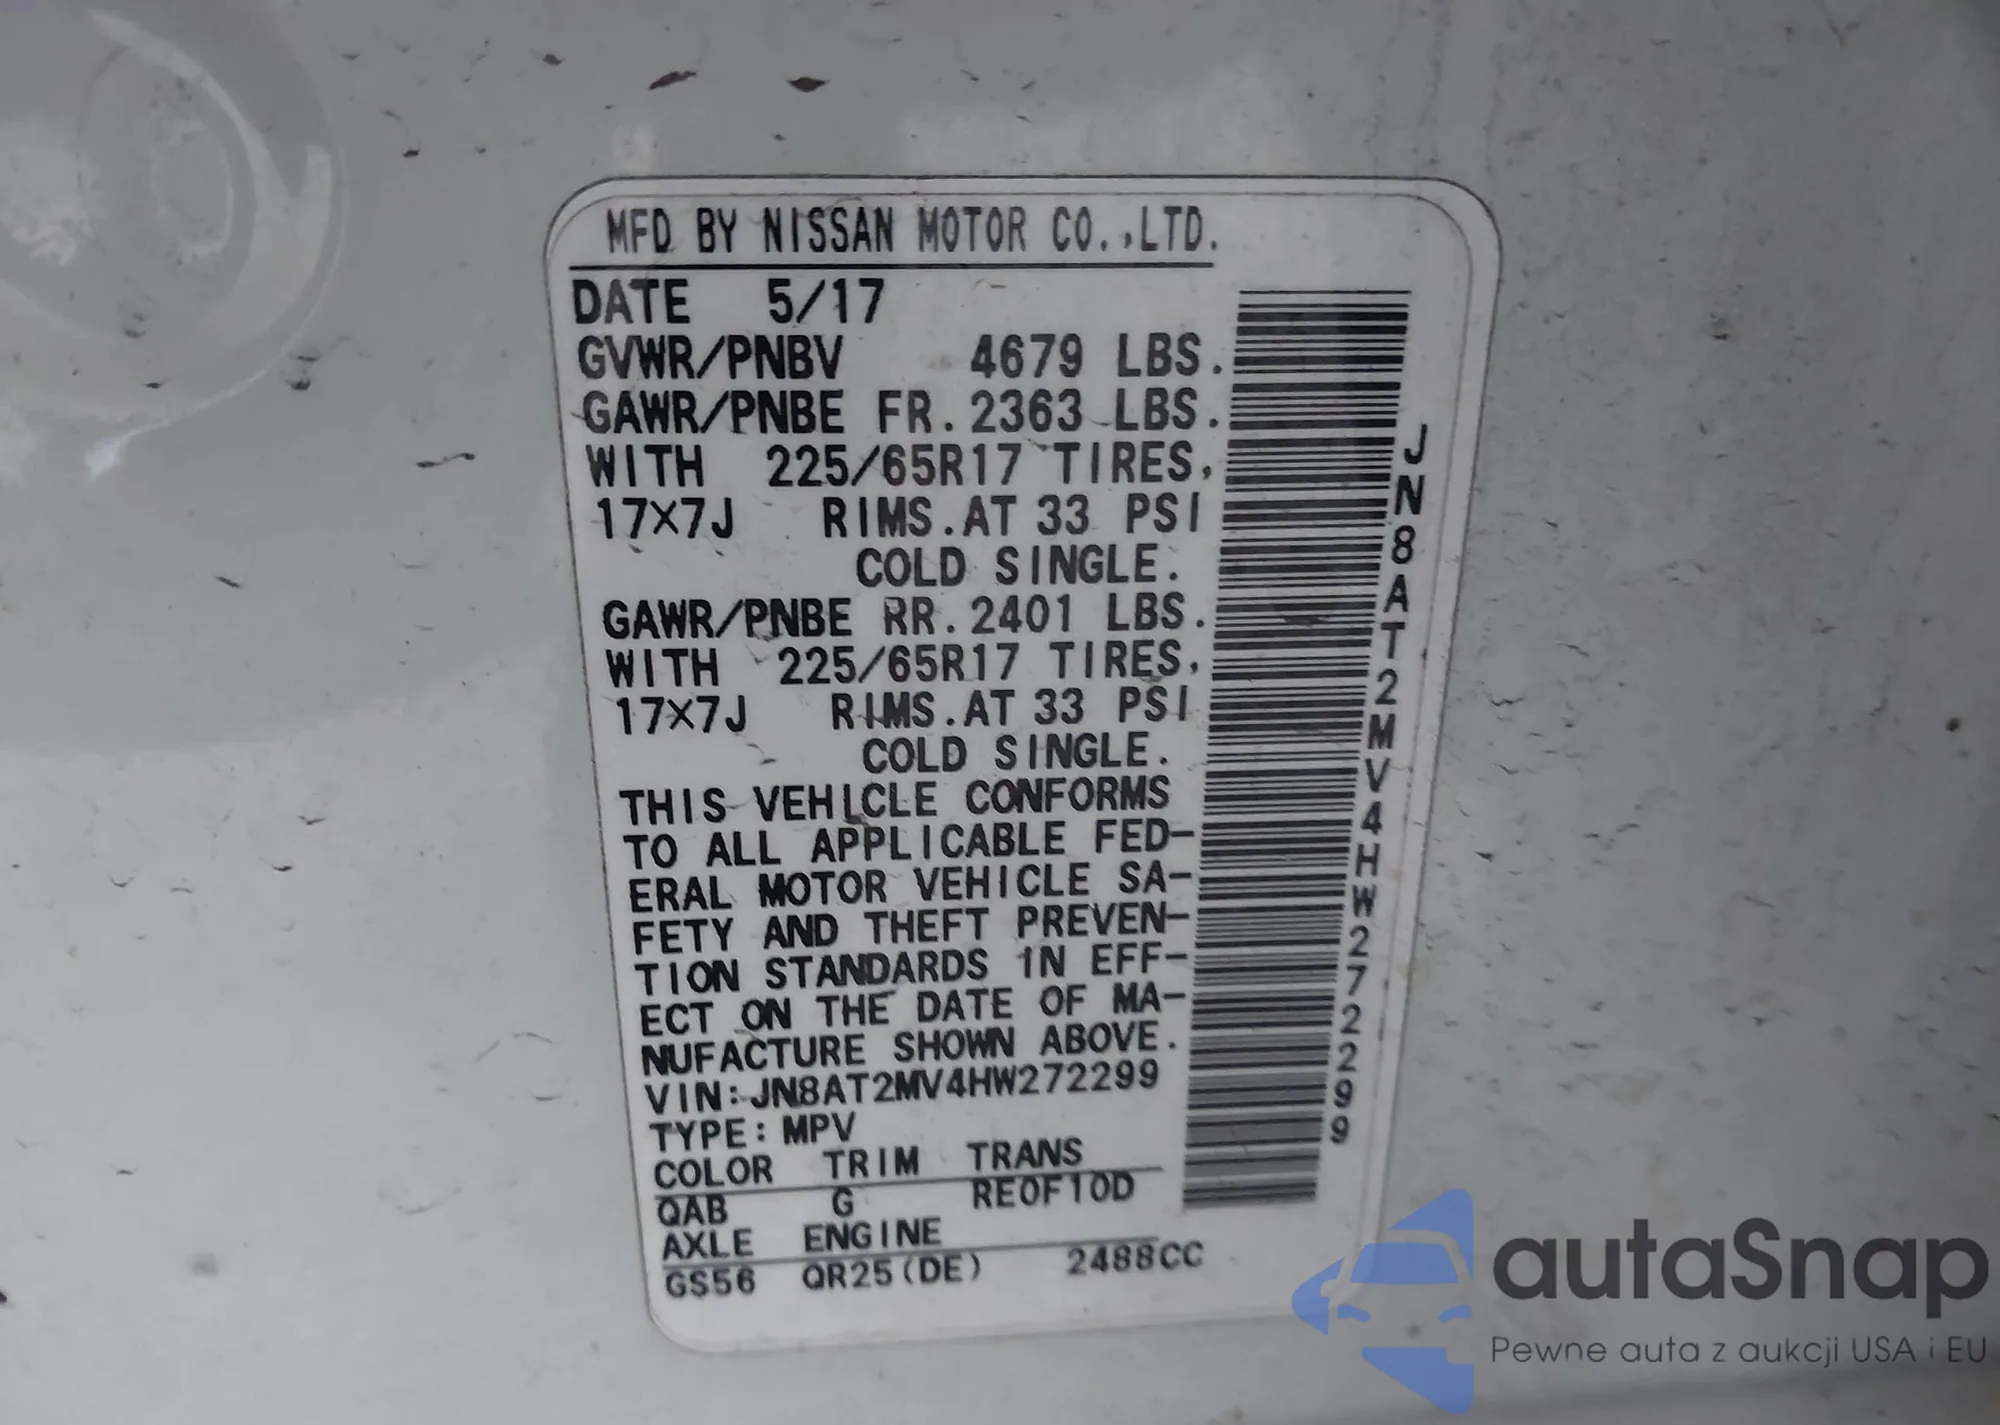 MFD BY NISSAN MOTOR CO.,LTD.
DATE 5/17
GVWR/PNBV 4679 LBS.
GAWR/PNBE FR. 2363 LBS.
WITH 225/65R17 TIRES,
17X7J RIMS.AT 33 PSI
COLD SINGLE.
GAWR/PNBE RR. 2401 LBS.
WITH 225/65R17 TIRES,
17X7J RIMS.AT 33 PSI
COLD SINGLE.
THIS VEHICLE CONFORMS
TO ALL APPLICABLE FED-
ERAL MOTOR VEHICLE SA-
FETY AND THEFT PREVEN-
TION STANDARDS IN EFF-
ECT ON THE DATE OF MA-
NUFACTURE SHOWN ABOVE.
VIN:JN8AT2MV4HW272299
TYPE:MPV
COLOR TRIM TRANS
QAB G RE0F10D
AXLE ENGINE
GS56 QR25(DE) 2488CC
JN8AT2MV4HW272299
autaSnap
Pewne auta z aukcji USA i EU